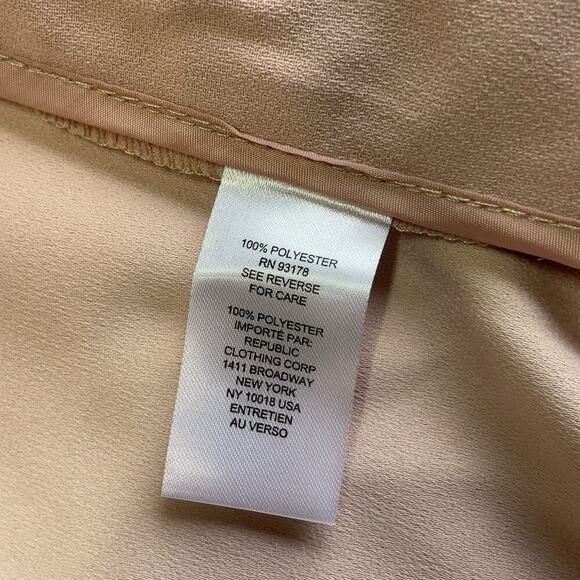 100% POLYESTER
RN 93178
SEE REVERSE
FOR CARE
100% POLYESTER
IMPORTÉ PAR:
REPUBLIC
CLOTHING CORP
1411 BROADWAY
NEW YORK
NY 10018 USA
ENTRETIEN
AU VERSO